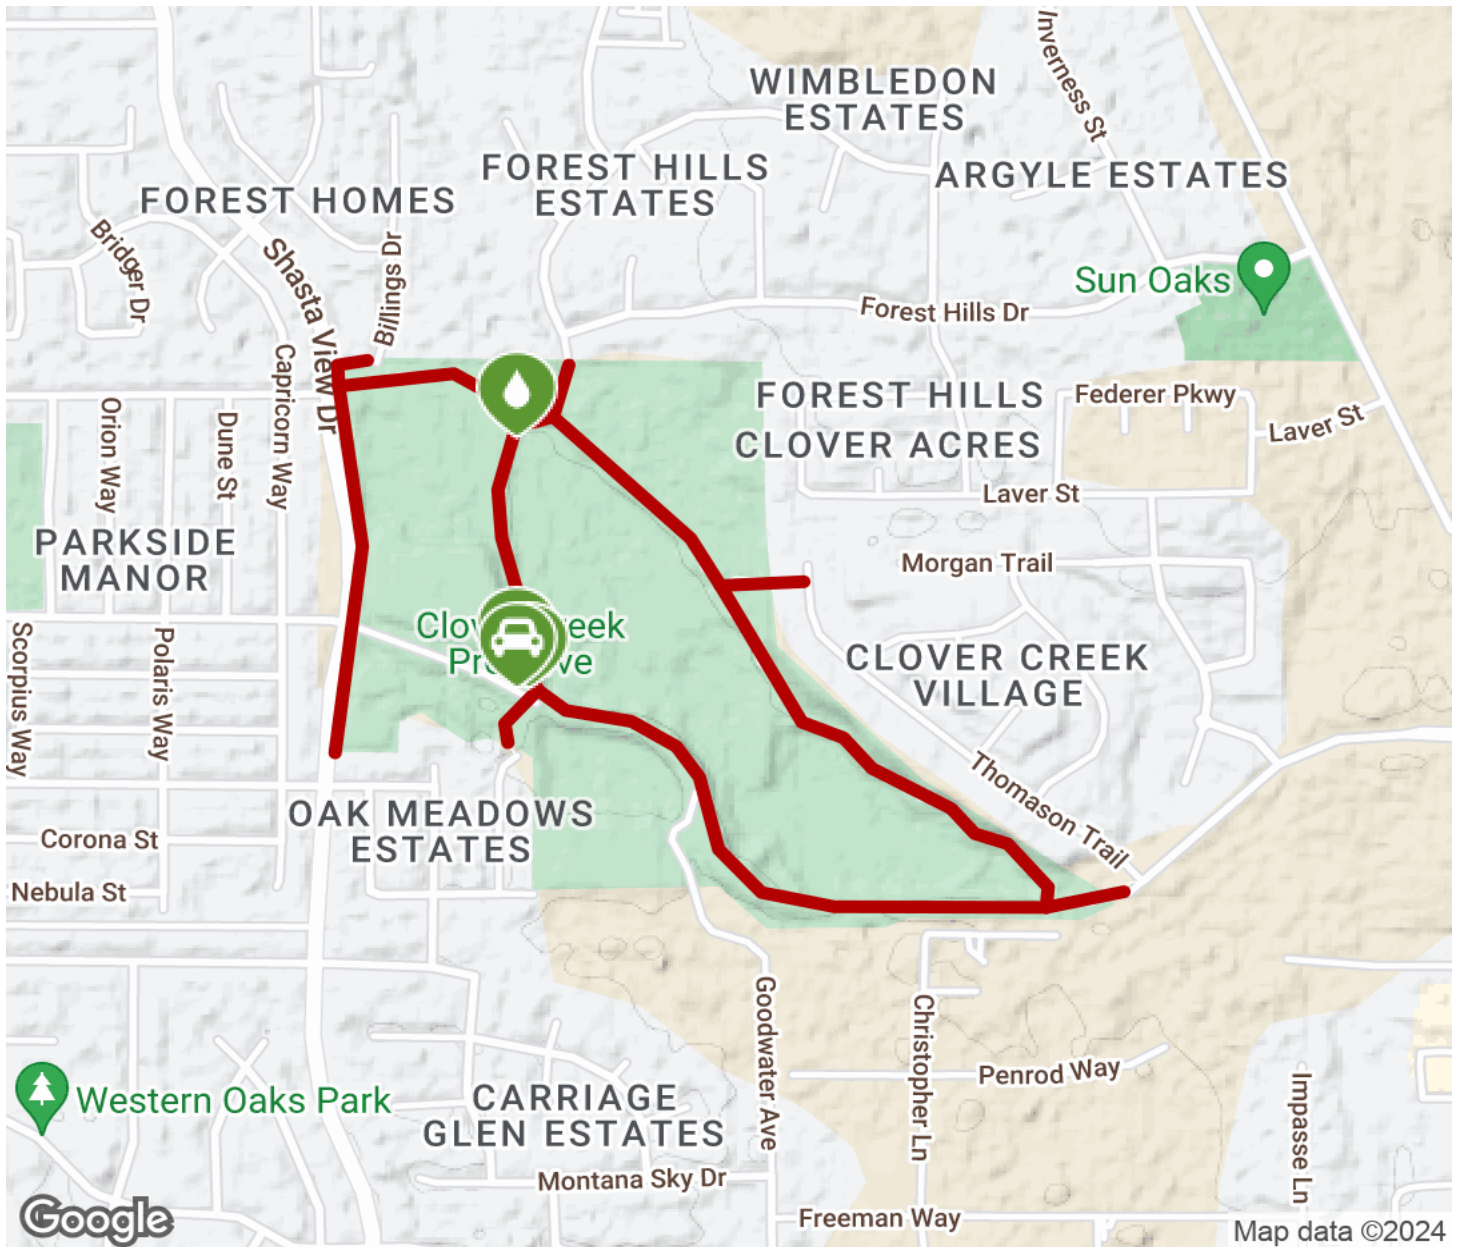 Inverness St
WIMBLEDON
ESTATES
FOREST HILLS
ESTATES
ARGYLE ESTATES
FOREST HOMES
Bridger Dr
Shasta View Dr
Billings Dr
Sun Oaks
Forest Hills Dr
Capricorn Way
Orion Way
Dune St
FOREST HILLS
CLOVER ACRES
Federer Pkwy
Laver St
Laver St
PARKSIDE
MANOR
Morgan Trail
Scorpius Way
Polaris Way
CLOVER CREEK
VILLAGE
Thomason Trail
OAK MEADOWS
ESTATES
Corona St
Nebula St
Goodwater Ave
Christopher Ln
Penrod Way
Impasse Ln
Western Oaks Park
CARRIAGE
GLEN ESTATES
Montana Sky Dr
Freeman Way
Google
Map data ©2024